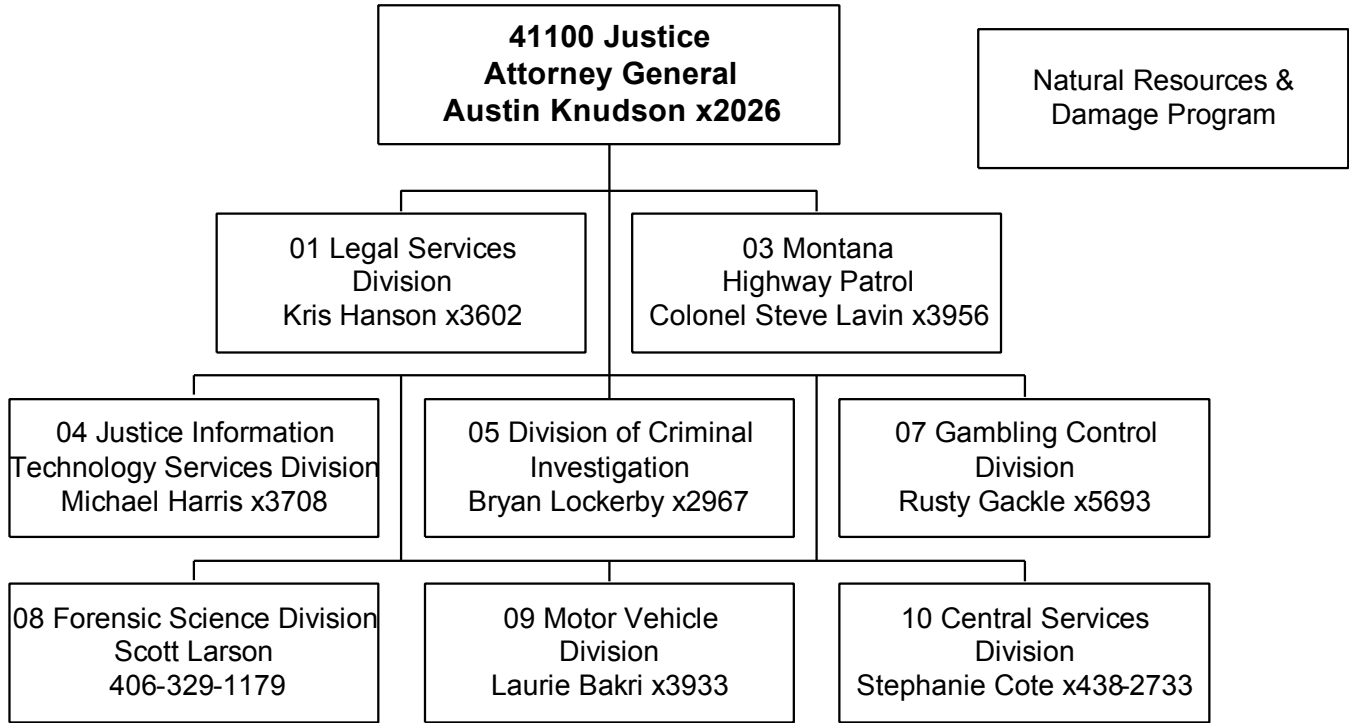 41100 Justice
Attorney General
Austin Knudson x2026
Natural Resources &
Damage Program
01 Legal Services
Division
Kris Hanson x3602
03 Montana
Highway Patrol
Colonel Steve Lavin x3956
04 Justice Information
Technology Services Division
Michael Harris x3708
05 Division of Criminal
Investigation
Bryan Lockerby x2967
07 Gambling Control
Division
Rusty Gackle x5693
08 Forensic Science Division
Scott Larson
406-329-1179
09 Motor Vehicle
Division
Laurie Bakri x3933
10 Central Services
Division
Stephanie Cote x438-2733